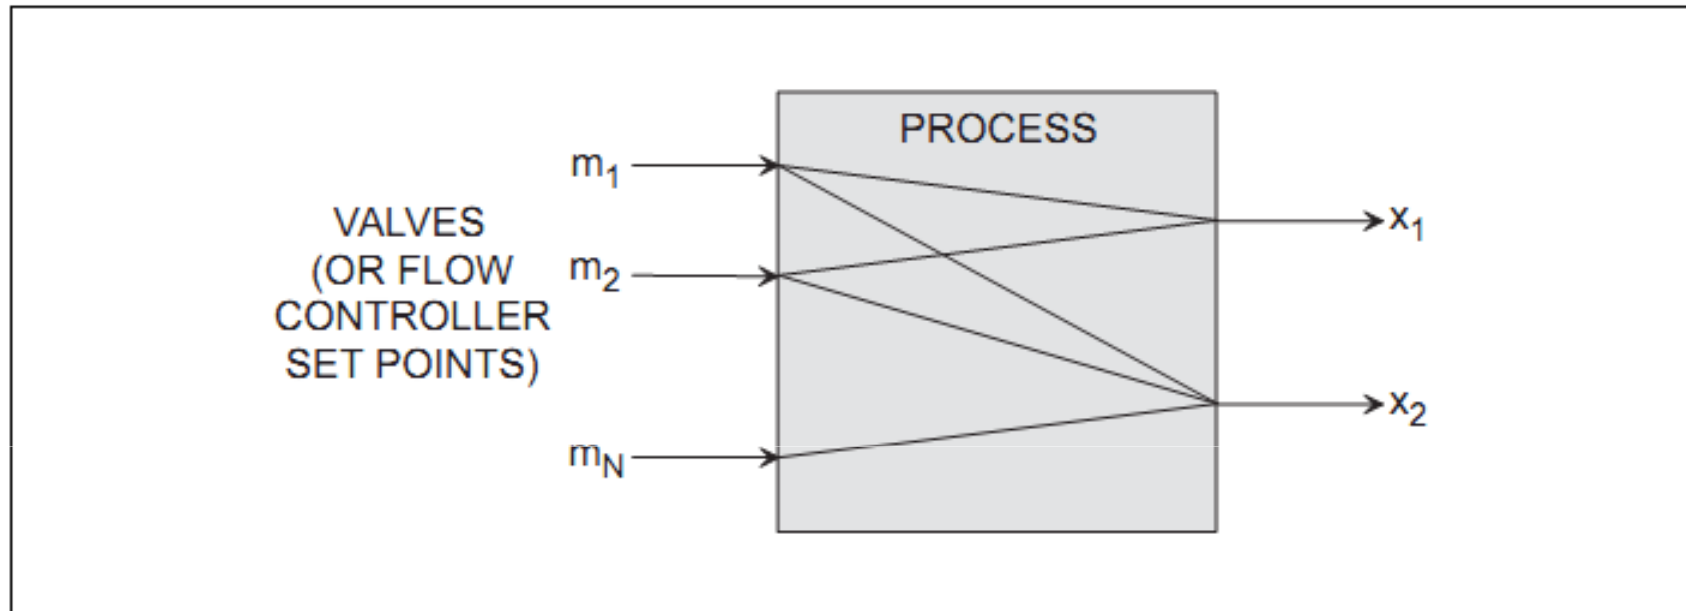 PROCESS
m₁
VALVES
(OR FLOW
CONTROLLER
SET POINTS)
m₂
mN
x₁
x₂